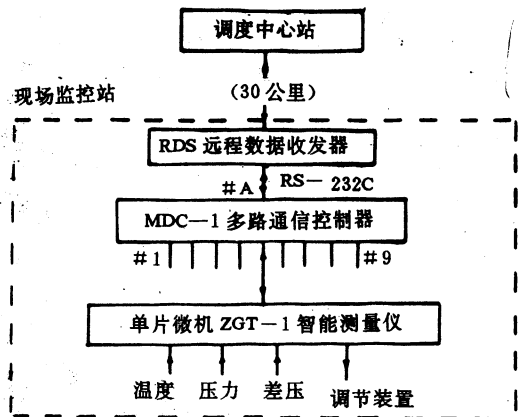 调度中心站
(30公里)
现场监控站
RDS 远程数据收发器
#A RS-232C
MDC-1 多路通信控制器
#1 #9
单片微机 ZGT-1 智能测量仪
温度 压力 差压 调节装置